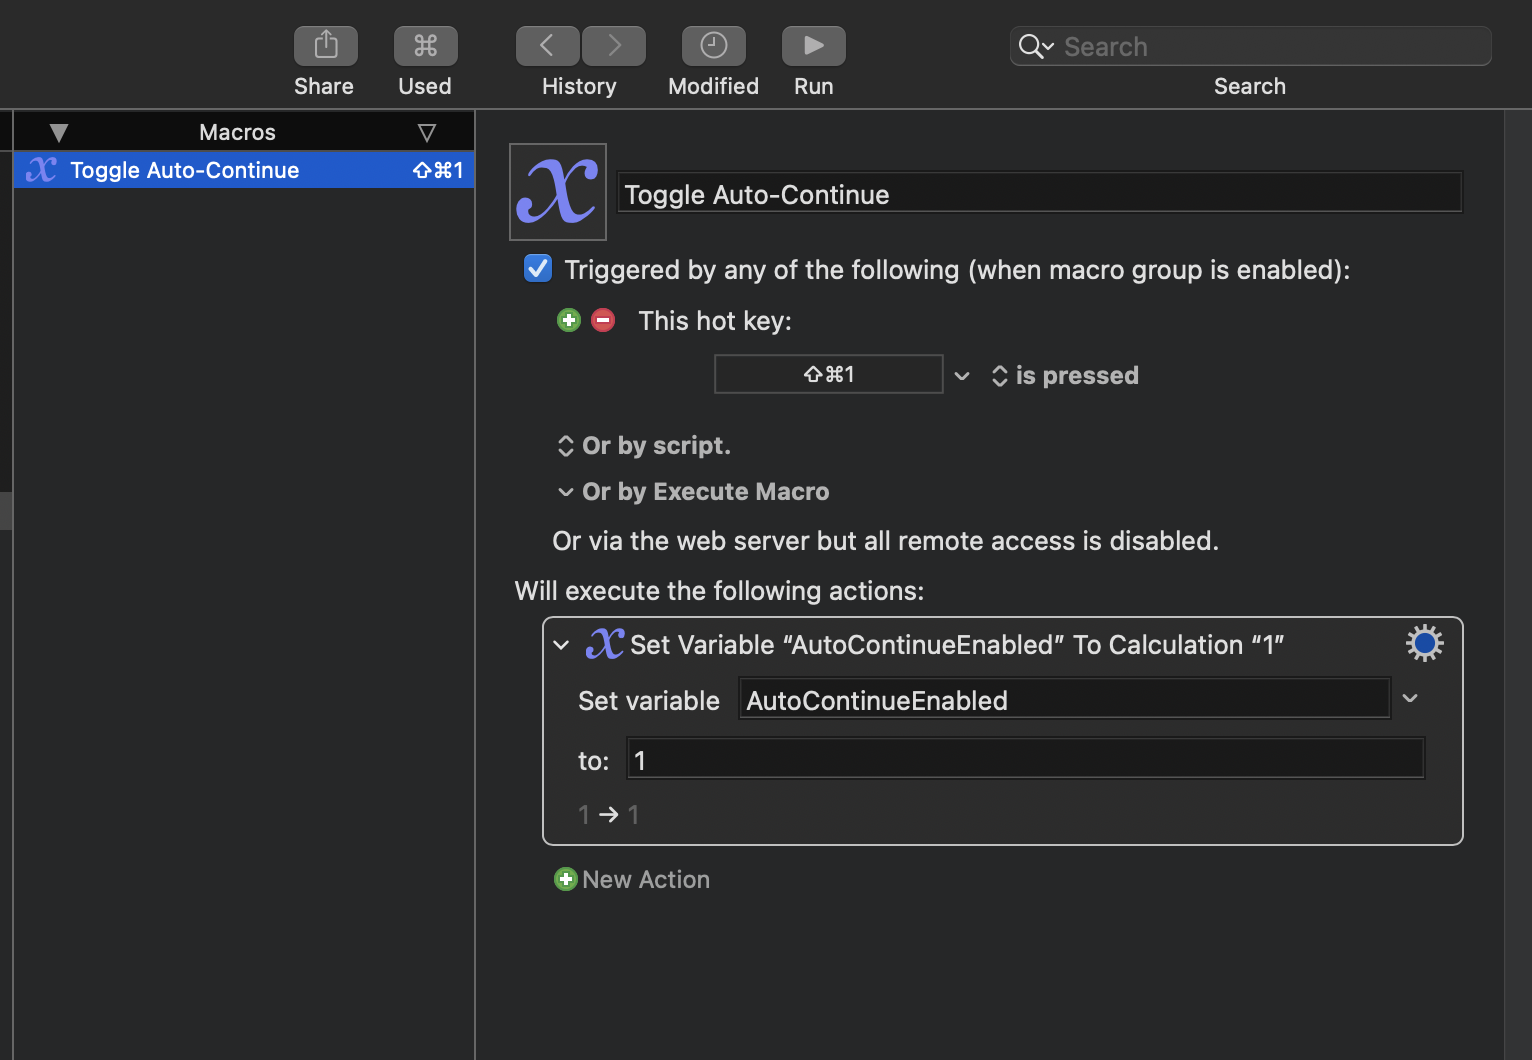 Share
Used
History
Modified
Run
Search
Search
Macros
Toggle Auto-Continue ⇧⌘1
Toggle Auto-Continue
Triggered by any of the following (when macro group is enabled):
This hot key:
⇧⌘1
is pressed
Or by script.
Or by Execute Macro
Or via the web server but all remote access is disabled.
Will execute the following actions:
Set Variable “AutoContinueEnabled” To Calculation “1”
Set variable AutoContinueEnabled
to: 1
1 → 1
New Action